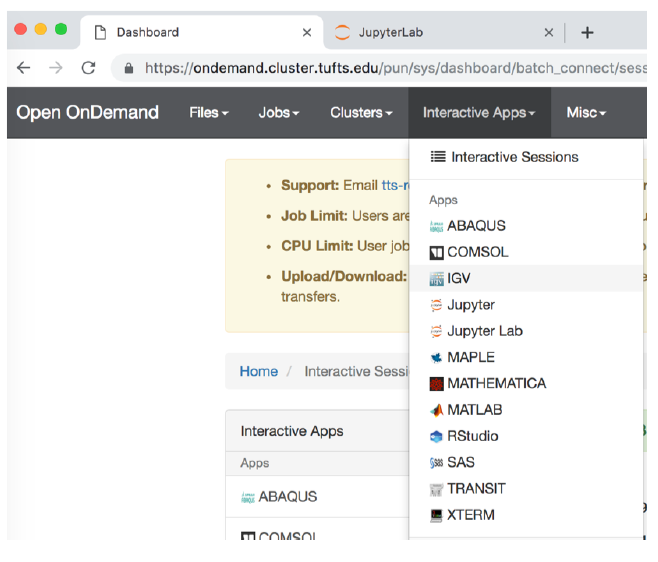 Dashboard
JupyterLab
https://ondemand.cluster.tufts.edu/pun/sys/dashboard/batch_connect/sess
Open OnDemand Files Jobs Clusters Interactive Apps Misc
Interactive Sessions
Apps
ABAQUS
COMSOL
IGV
Jupyter
Jupyter Lab
MAPLE
MATHEMATICA
MATLAB
RStudio
SAS
TRANSIT
XTERM
Support: Email tts-r
Job Limit: Users are
CPU Limit: User job
Upload/Download:
transfers.
Home / Interactive Sessi
Interactive Apps
Apps
ABAQUS
COMSOL